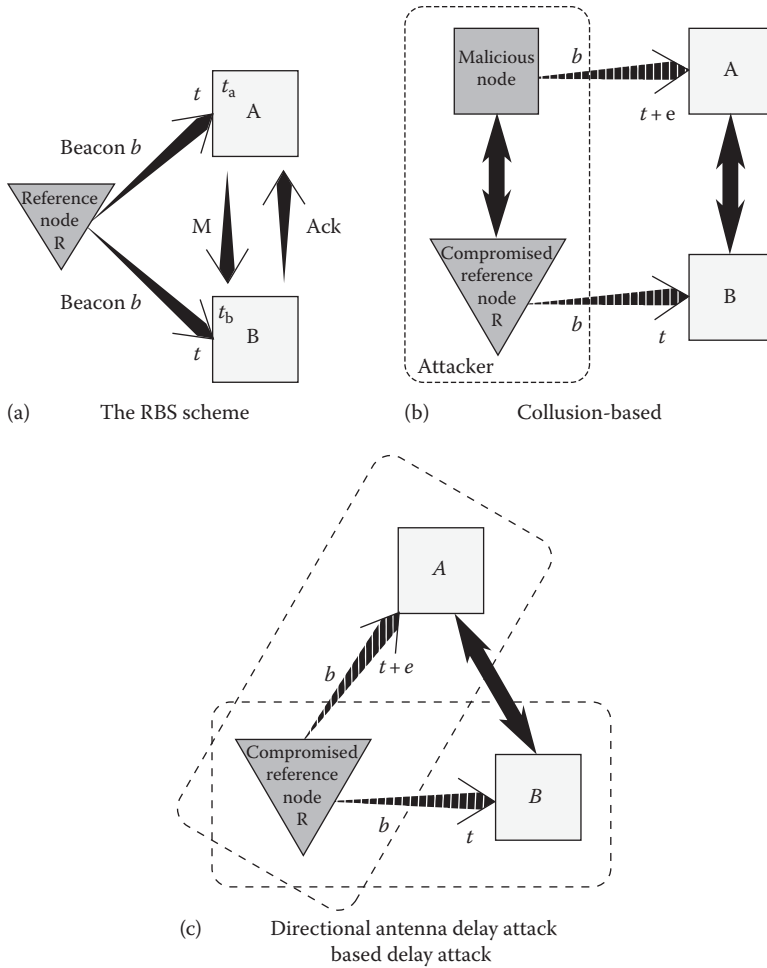 t
t_a
A
Beacon b
Reference
node
R
M
Ack
Beacon b
t_b
B
t
(a) The RBS scheme
Malicious
node
b
A
t + e
Compromised
reference
node
R
b
B
t
Attacker
(b) Collusion-based
A
b
t + e
Compromised
reference
node
R
b
B
t
(c) Directional antenna delay attack
based delay attack